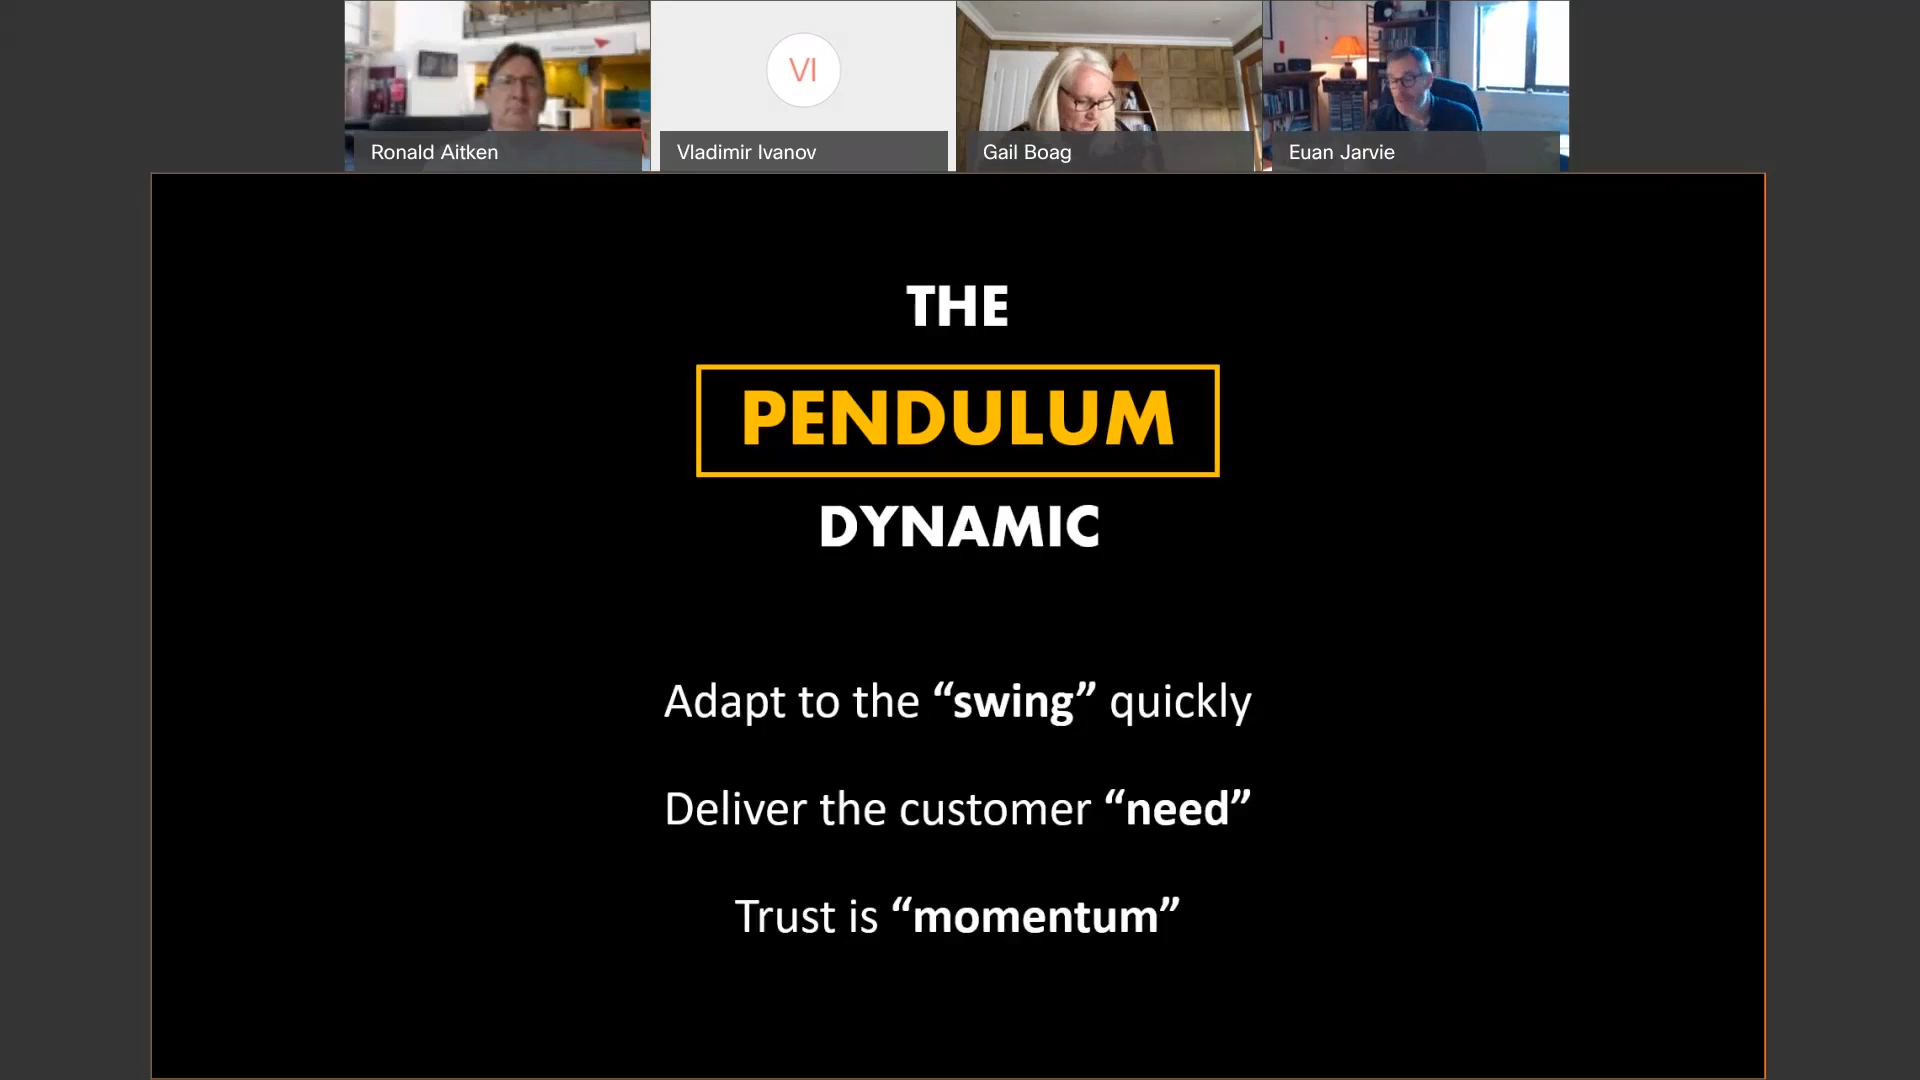 VI
Ronald Aitken
Vladimir Ivanov
Gail Boag
Euan Jarvie
THE
PENDULUM
DYNAMIC
Adapt to the “swing” quickly
Deliver the customer “need”
Trust is “momentum”